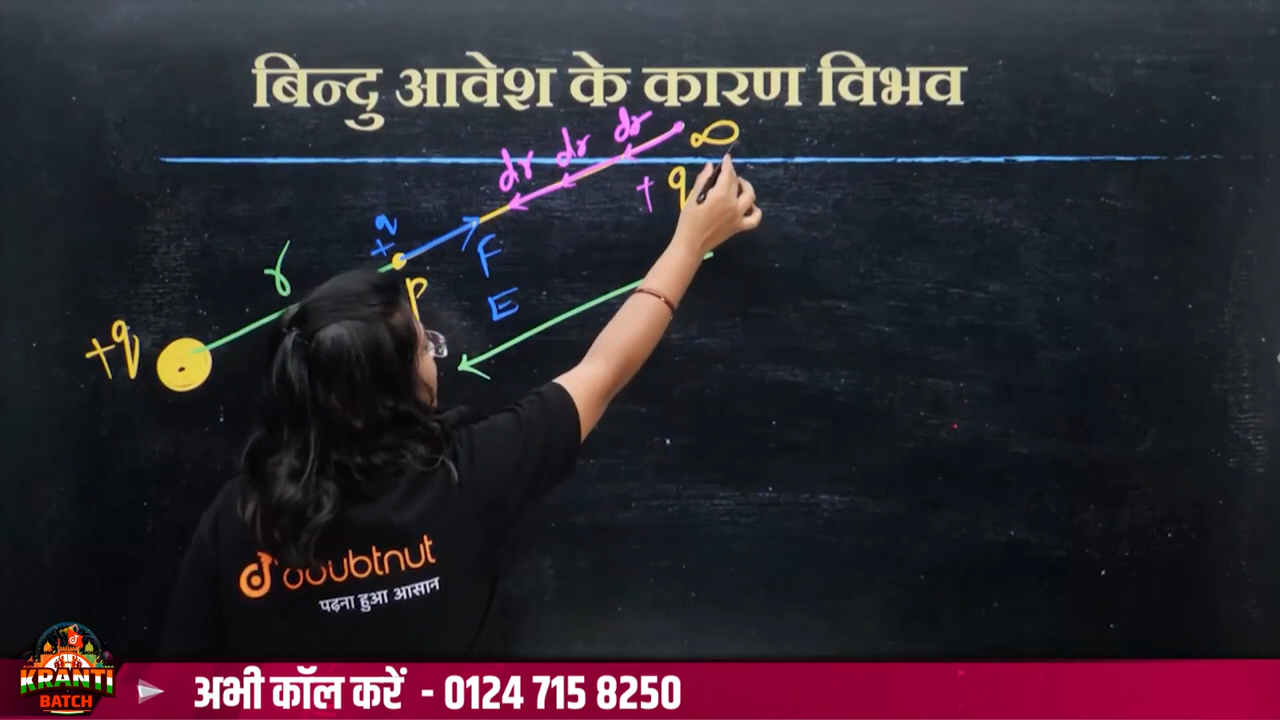 बिन्दु आवेश के कारण विभव
dr dr dr ∞
+ q
+q
r
F
P
E
+q
doubtnut
पढ़ना हुआ आसान
KRANTI
BATCH
अभी कॉल करें - 0124 715 8250